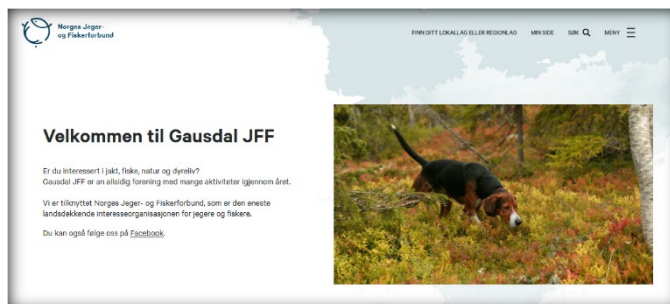 Norges Jeger-
og Fiskerforbund
FINN DITT LOKALLAG ELLER REGIONLAG MIN SIDE SØK MENY
Velkommen til Gausdal JFF
Er du interessert i jakt, fiske, natur og dyreliv?
Gausdal JFF er an allsidig forening med mange aktiviteter igjennom året.
Vi er tilknyttet Norges Jeger- og Fiskerforbund, som er den eneste
landsdekkende interesseorganisasjonen for jegere og fiskere.
Du kan også følge oss på Facebook.